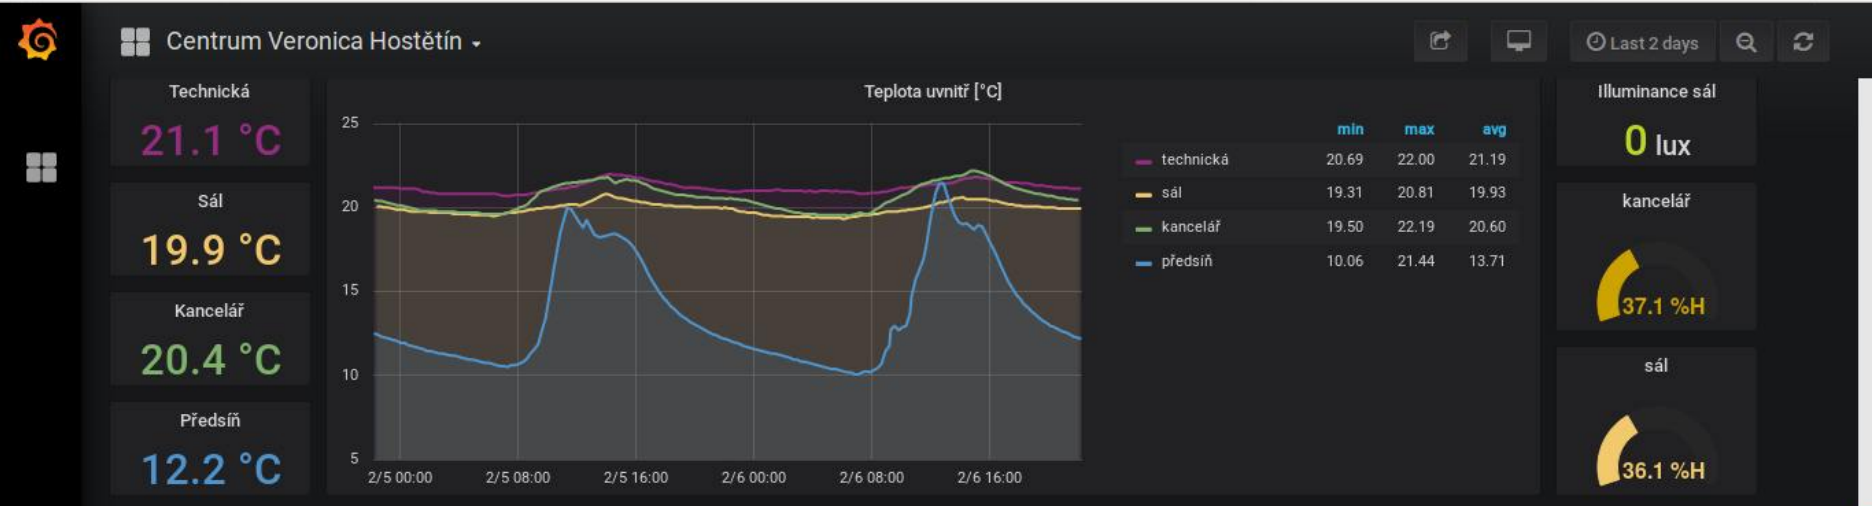 Centrum Veronica Hostětín
Last 2 days
Technická
21.1 °C
Sál
19.9 °C
Kancelář
20.4 °C
Předsíň
12.2 °C
Teplota uvnitř [°C]
25
20
15
10
5
2/5 00:00 2/5 08:00 2/5 16:00 2/6 00:00 2/6 08:00 2/6 16:00
min max avg
technická 20.69 22.00 21.19
sál 19.31 20.81 19.93
kancelář 19.50 22.19 20.60
předsíň 10.06 21.44 13.71
Illuminance sál
0 lux
kancelář
37.1 %H
sál
36.1 %H